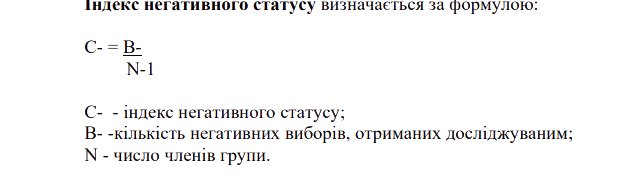 Індекс негативного статусу визначається за формулою:
С- = В-
N-1
С- - індекс негативного статусу;
В- -кількість негативних виборів, отриманих досліджуваним;
N - число членів групи.